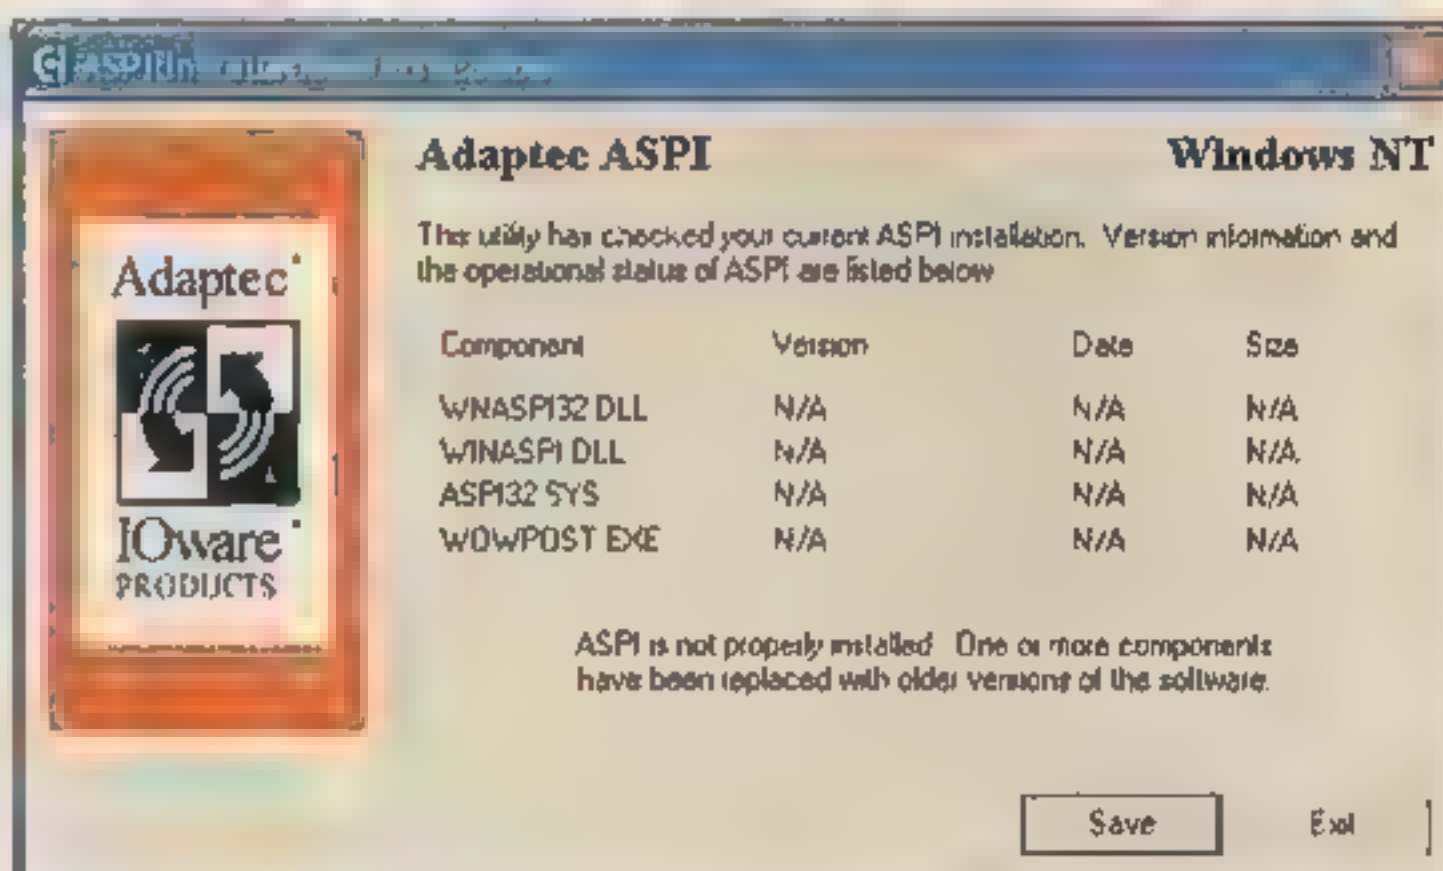 Adaptec ASPI
Windows NT
This utility has checked your current ASPI installation. Version information and
the operational status of ASPI are listed below
Adaptec
IOware
PRODUCTS
Component Version Date Size
WNASPI32 DLL N/A N/A N/A
WINASPI DLL N/A N/A N/A
ASPI32 SYS N/A N/A N/A
WOWPOST EXE N/A N/A N/A
ASPI is not properly installed. One or more components
have been replaced with older versions of the software.
Save
Exit